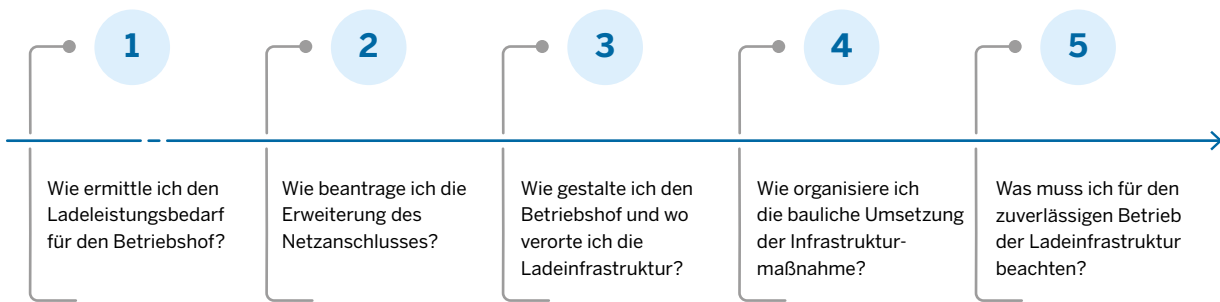 1
2
3
4
5
Wie ermittle ich den
Ladeleistungsbedarf
für den Betriebshof?
Wie beantrage ich die
Erweiterung des
Netzanschlusses?
Wie gestalte ich den
Betriebshof und wo
verorte ich die
Ladeinfrastruktur?
Wie organisiere ich
die bauliche Umsetzung
der Infrastruktur-
maßnahme?
Was muss ich für den
zuverlässigen Betrieb
der Ladeinfrastruktur
beachten?